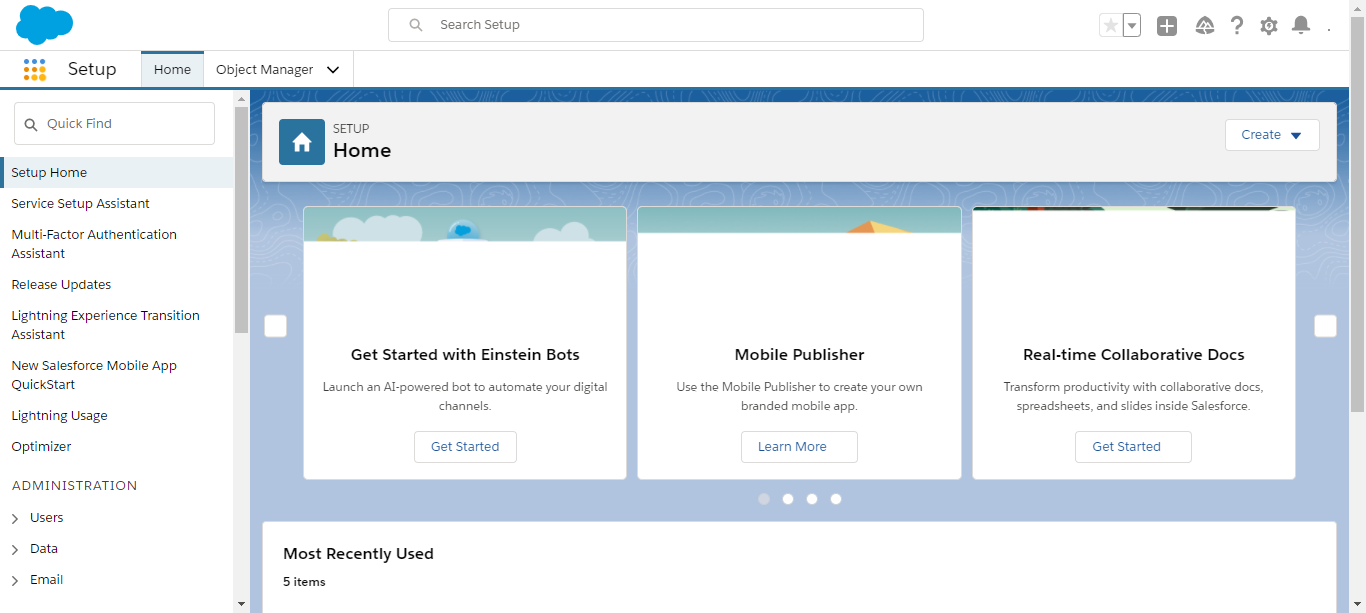 Search Setup
.
Setup
Home
Object Manager
Quick Find
Setup Home
Service Setup Assistant
Multi-Factor Authentication
Assistant
Release Updates
Lightning Experience Transition
Assistant
New Salesforce Mobile App
QuickStart
Lightning Usage
Optimizer
ADMINISTRATION
Users
Data
Email
SETUP
Home
Create
Get Started with Einstein Bots
Launch an AI-powered bot to automate your digital
channels.
Get Started
Mobile Publisher
Use the Mobile Publisher to create your own
branded mobile app.
Learn More
Real-time Collaborative Docs
Transform productivity with collaborative docs,
spreadsheets, and slides inside Salesforce.
Get Started
Most Recently Used
5 items